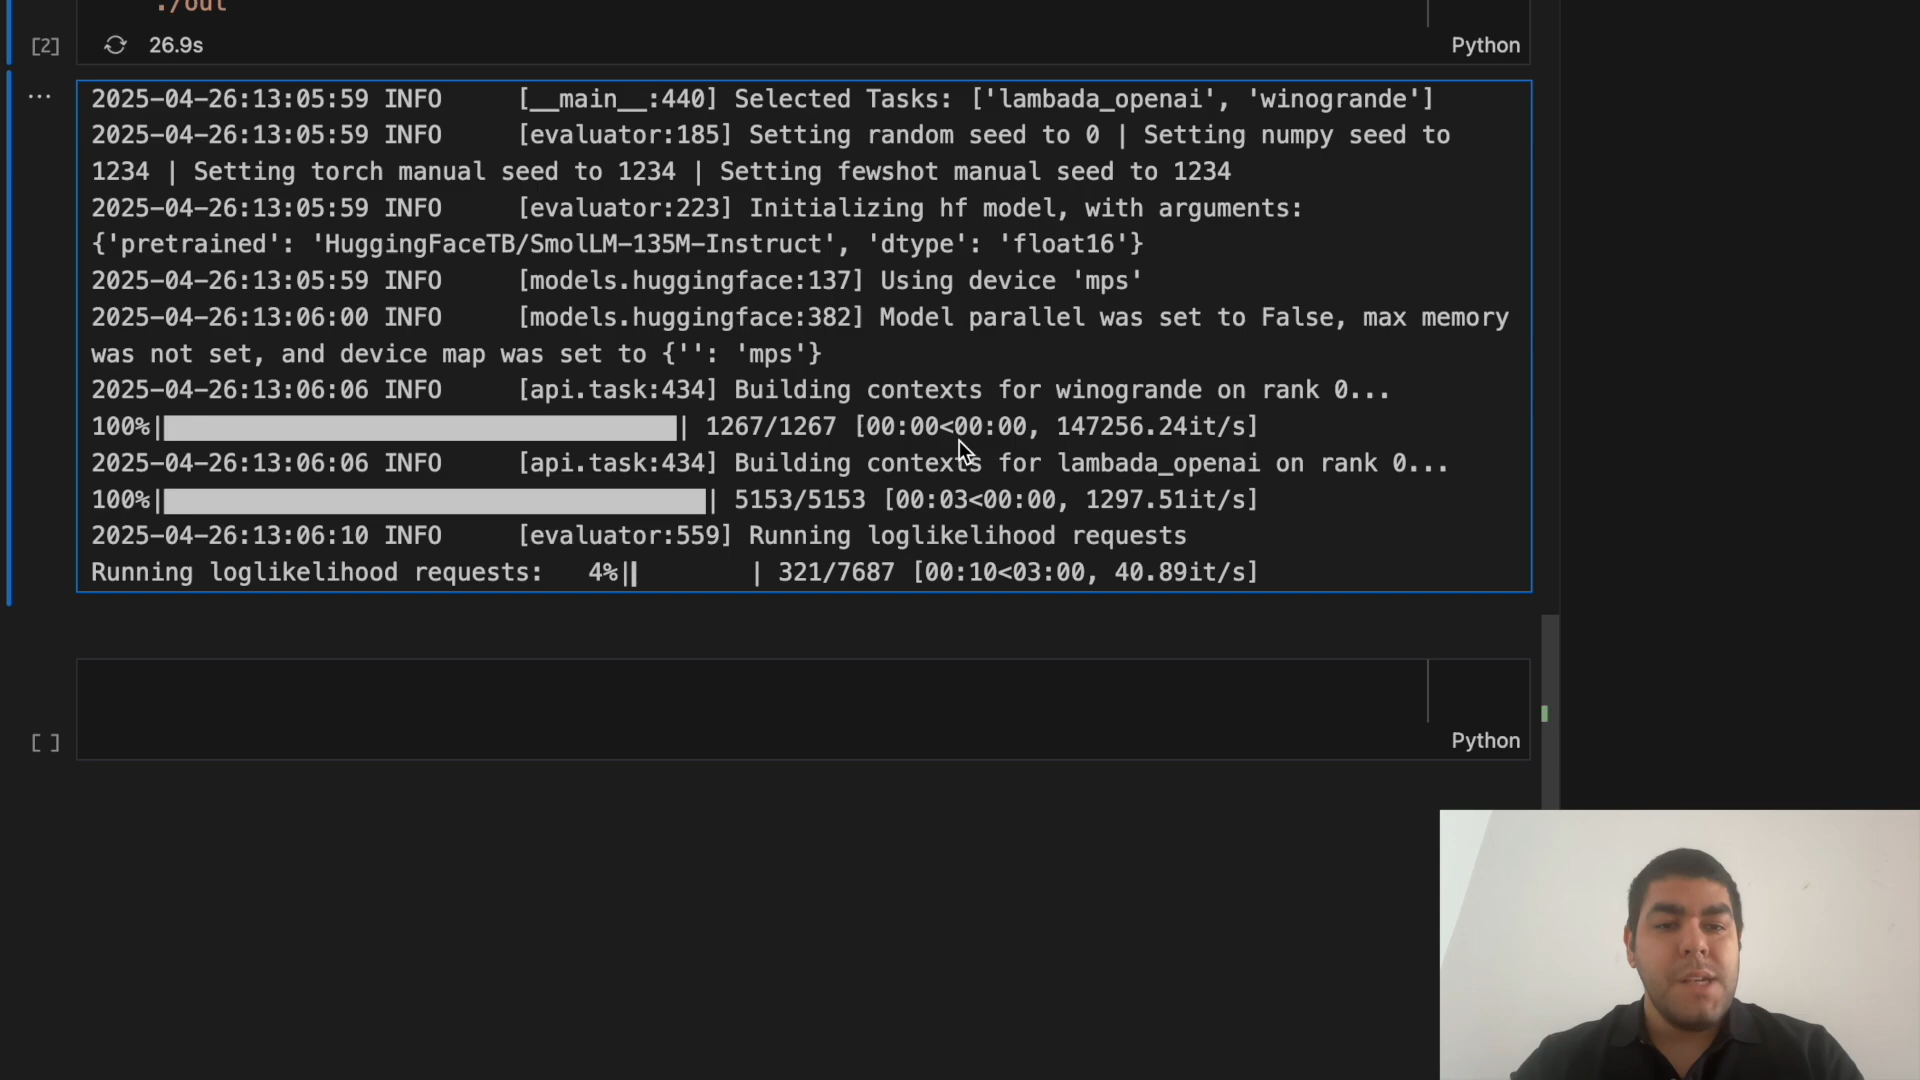 ./out
[2] 26.9s Python
... 2025-04-26:13:05:59 INFO [__main__:440] Selected Tasks: ['lambada_openai', 'winogrande']
2025-04-26:13:05:59 INFO [evaluator:185] Setting random seed to 0 | Setting numpy seed to
1234 | Setting torch manual seed to 1234 | Setting fewshot manual seed to 1234
2025-04-26:13:05:59 INFO [evaluator:223] Initializing hf model, with arguments:
{'pretrained': 'HuggingFaceTB/SmolLM-135M-Instruct', 'dtype': 'float16'}
2025-04-26:13:05:59 INFO [models.huggingface:137] Using device 'mps'
2025-04-26:13:06:00 INFO [models.huggingface:382] Model parallel was set to False, max memory
was not set, and device map was set to {'': 'mps'}
2025-04-26:13:06:06 INFO [api.task:434] Building contexts for winogrande on rank 0...
100%| | 1267/1267 [00:00<00:00, 147256.24it/s]
2025-04-26:13:06:06 INFO [api.task:434] Building contexts for lambada_openai on rank 0...
100%| | 5153/5153 [00:03<00:00, 1297.51it/s]
2025-04-26:13:06:10 INFO [evaluator:559] Running loglikelihood requests
Running loglikelihood requests: 4%| | 321/7687 [00:10<03:00, 40.89it/s]
[ ] Python